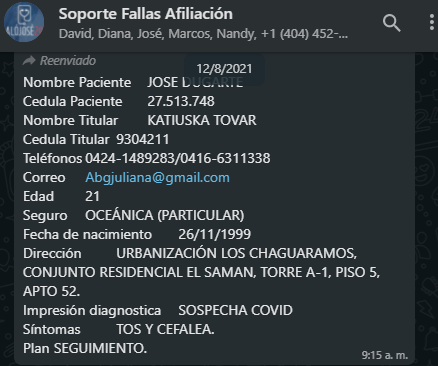 Soporte Fallas Afiliación
David, Diana, José, Marcos, Nandy, +1 (404) 452-...
Reenviado
12/8/2021
Nombre Paciente JOSE DUGARTE
Cedula Paciente 27.513.748
Nombre Titular KATIUSKA TOVAR
Cedula Titular 9304211
Teléfonos 0424-1489283/0416-6311338
Correo Abgjuliana@gmail.com
Edad 21
Seguro OCEÁNICA (PARTICULAR)
Fecha de nacimiento 26/11/1999
Dirección URBANIZACIÓN LOS CHAGUARAMOS,
CONJUNTO RESIDENCIAL EL SAMAN, TORRE A-1, PISO 5,
APTO 52.
Impresión diagnostica SOSPECHA COVID
Síntomas TOS Y CEFALEA.
Plan SEGUIMIENTO.
9:15 a. m.